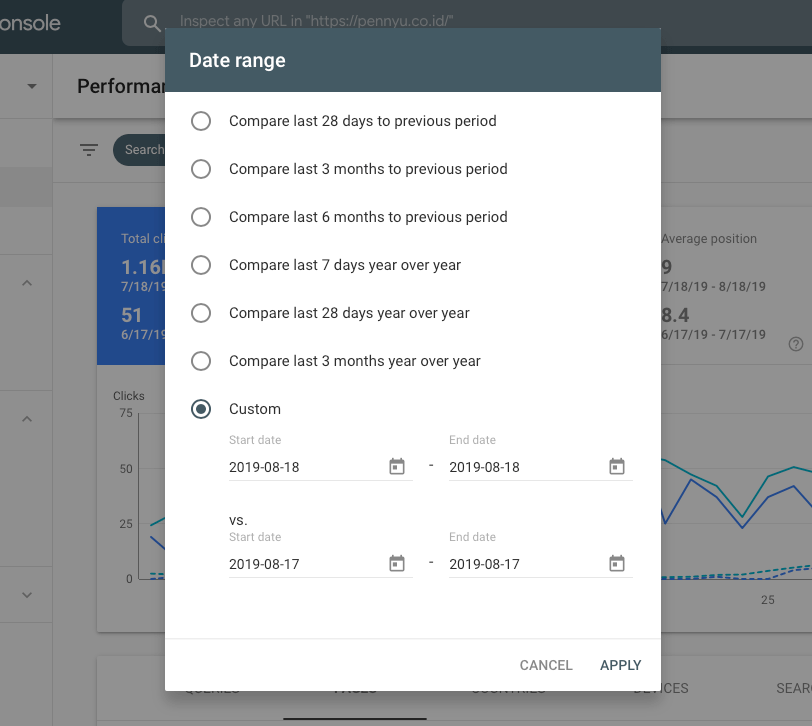 onsole
Inspect any URL in "https://pennyu.co.id/"
Date range
Performa
Search
Compare last 28 days to previous period
Compare last 3 months to previous period
Compare last 6 months to previous period
Compare last 7 days year over year
Compare last 28 days year over year
Compare last 3 months year over year
Custom
Start date
End date
2019-08-18
-
2019-08-18
vs.
Start date
End date
2019-08-17
-
2019-08-17
CANCEL
APPLY
Total cli
1.16
7/18/19
51
6/17/19
Average position
9
7/18/19 - 8/18/19
8.4
6/17/19 - 7/17/19
Clicks
75
50
25
0
25
QUERIES
PAGES
COUNTRIES
DEVICES
SEAR